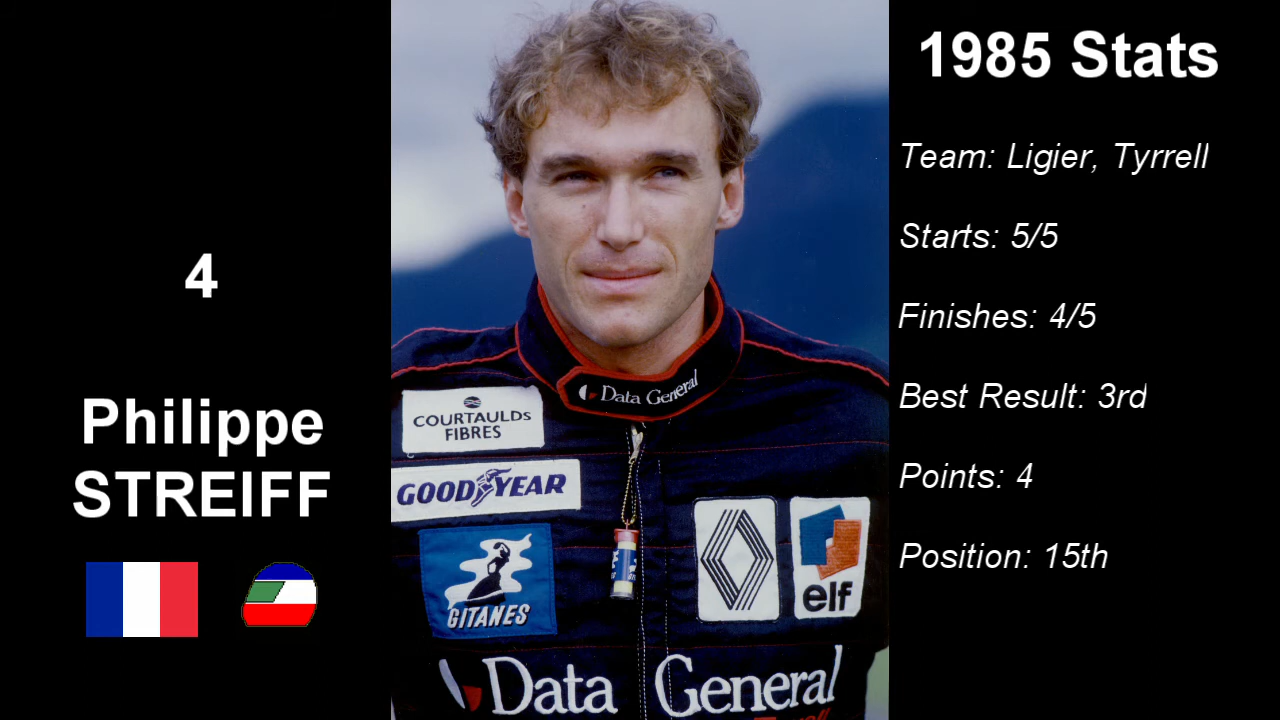 4
Philippe
STREIFF
Data General
COURTAULDS
FIBRES
GOODYEAR
GITANES
elf
Data General
1985 Stats
Team: Ligier, Tyrrell
Starts: 5/5
Finishes: 4/5
Best Result: 3rd
Points: 4
Position: 15th